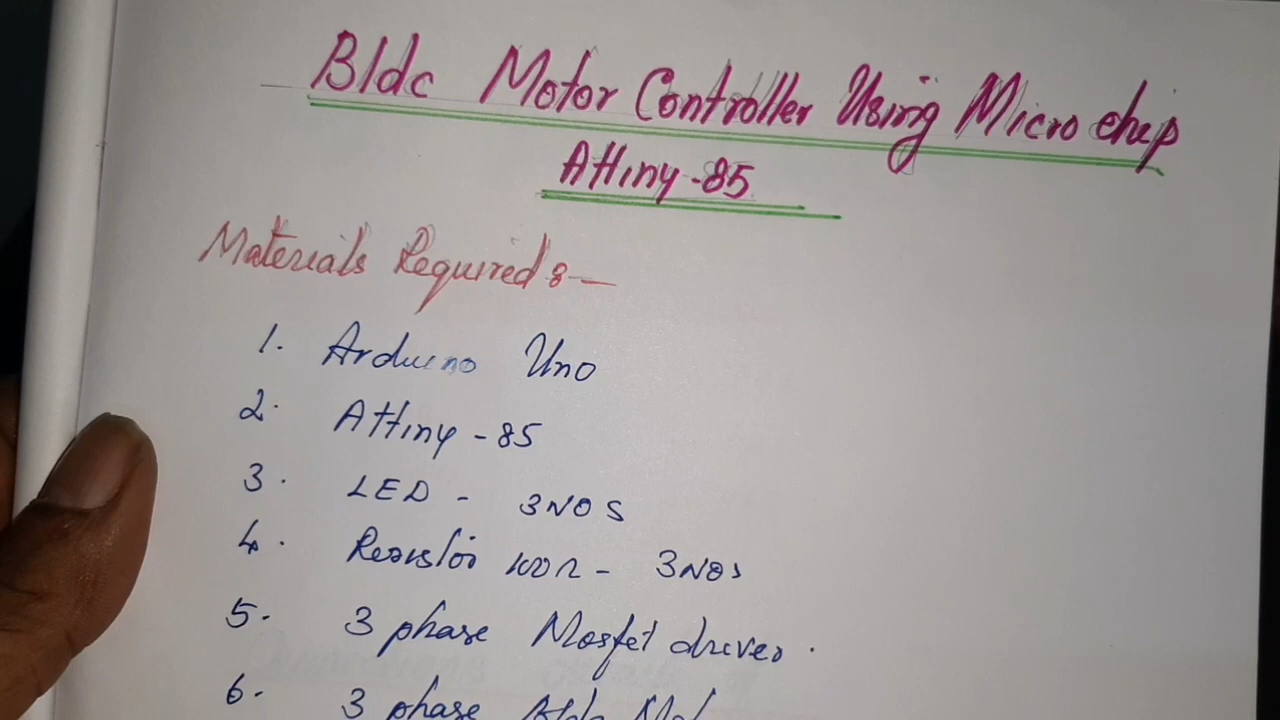 Bldc Motor Controller Using Microchip
Attiny-85
Materials Required :-
1. Arduino Uno
2. Attiny-85
3. LED - 3NOS
4. Resistor 100Ω - 3NOs
5. 3 phase Mosfet driver.
6. 3 phase Bldc